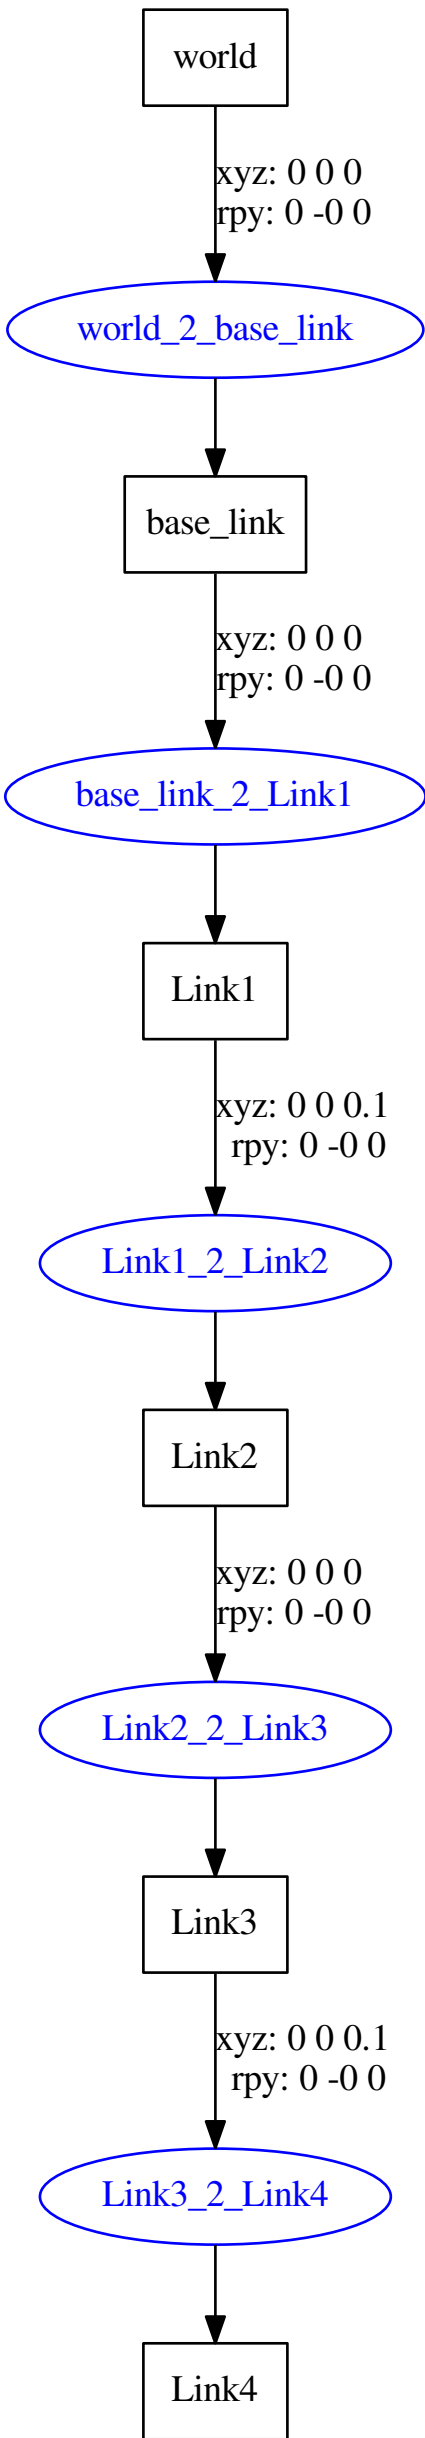 world
xyz: 0 0 0
rpy: 0 -0 0
world_2_base_link
base_link
xyz: 0 0 0
rpy: 0 -0 0
base_link_2_Link1
Link1
xyz: 0 0 0.1
rpy: 0 -0 0
Link1_2_Link2
Link2
xyz: 0 0 0
rpy: 0 -0 0
Link2_2_Link3
Link3
xyz: 0 0 0.1
rpy: 0 -0 0
Link3_2_Link4
Link4